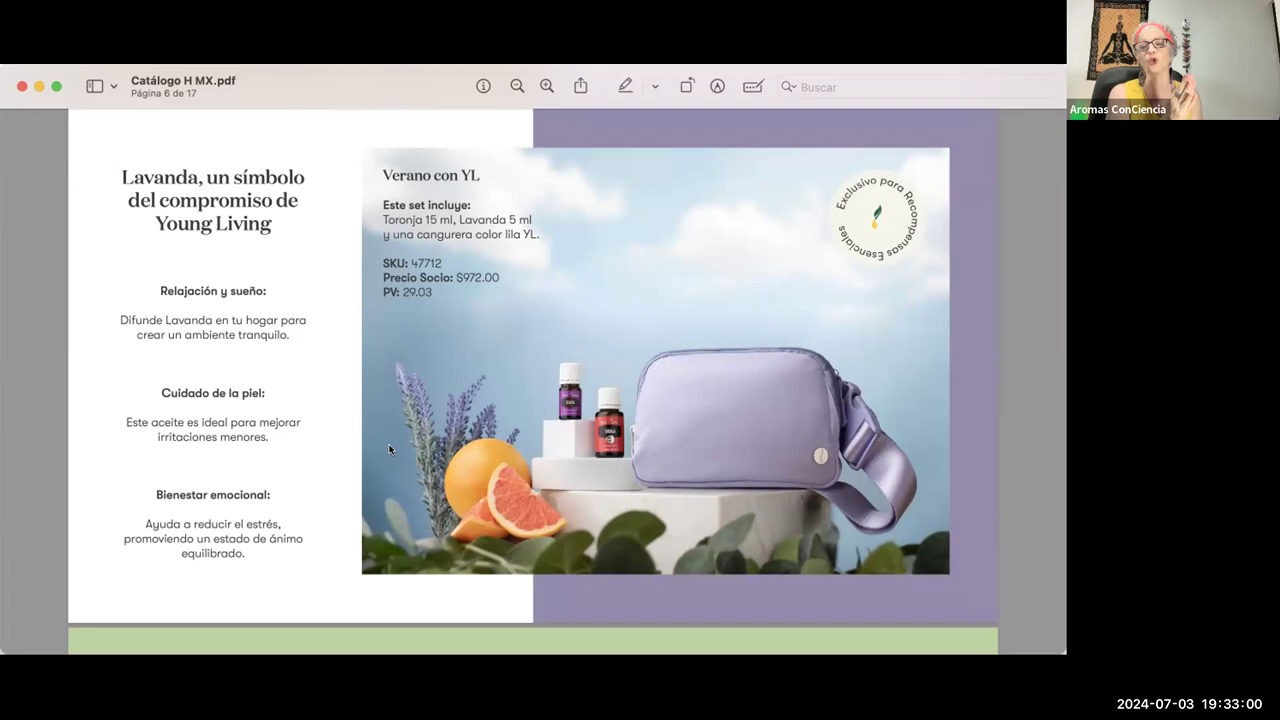 Catálogo H MX.pdf
Página 6 de 17
Buscar
Aromas ConCiencia
Lavanda, un símbolo
del compromiso de
Young Living
Relajación y sueño:
Difunde Lavanda en tu hogar para
crear un ambiente tranquilo.
Cuidado de la piel:
Este aceite es ideal para mejorar
irritaciones menores.
Bienestar emocional:
Ayuda a reducir el estrés,
promoviendo un estado de ánimo
equilibrado.
Verano con YL
Este set incluye:
Toronja 15 ml, Lavanda 5 ml
y una cangurera color lila YL.
SKU: 47712
Precio Socio: $972.00
PV: 29.03
Exclusivo para Recompensas Esenciales
2024-07-03 19:33:00